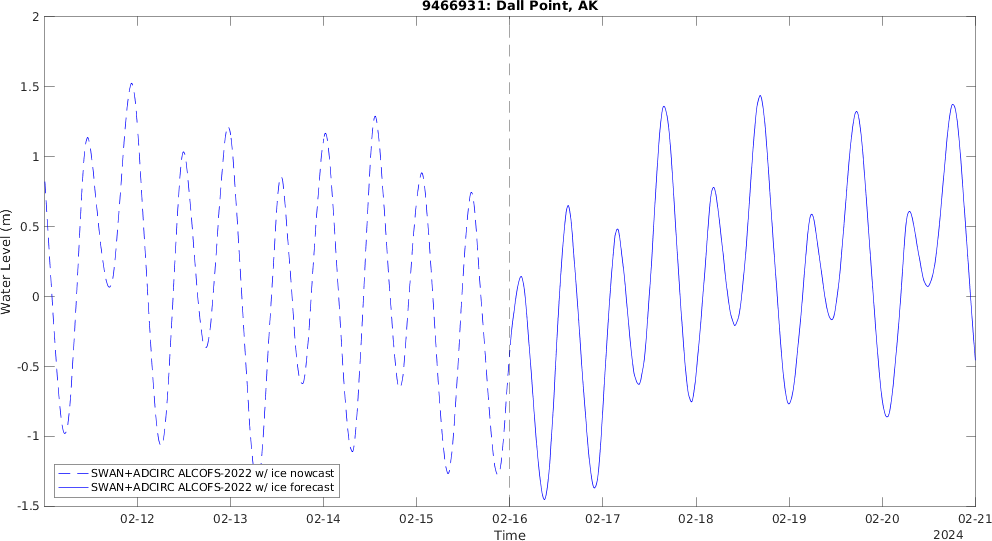 9466931: Dall Point, AK
2
1.5
1
0.5
0
-0.5
-1
-1.5
Water Level (m)
SWAN+ADCIRC ALCOFS-2022 w/ ice nowcast
SWAN+ADCIRC ALCOFS-2022 w/ ice forecast
02-12 02-13 02-14 02-15 02-16 02-17 02-18 02-19 02-20 02-21
Time
2024